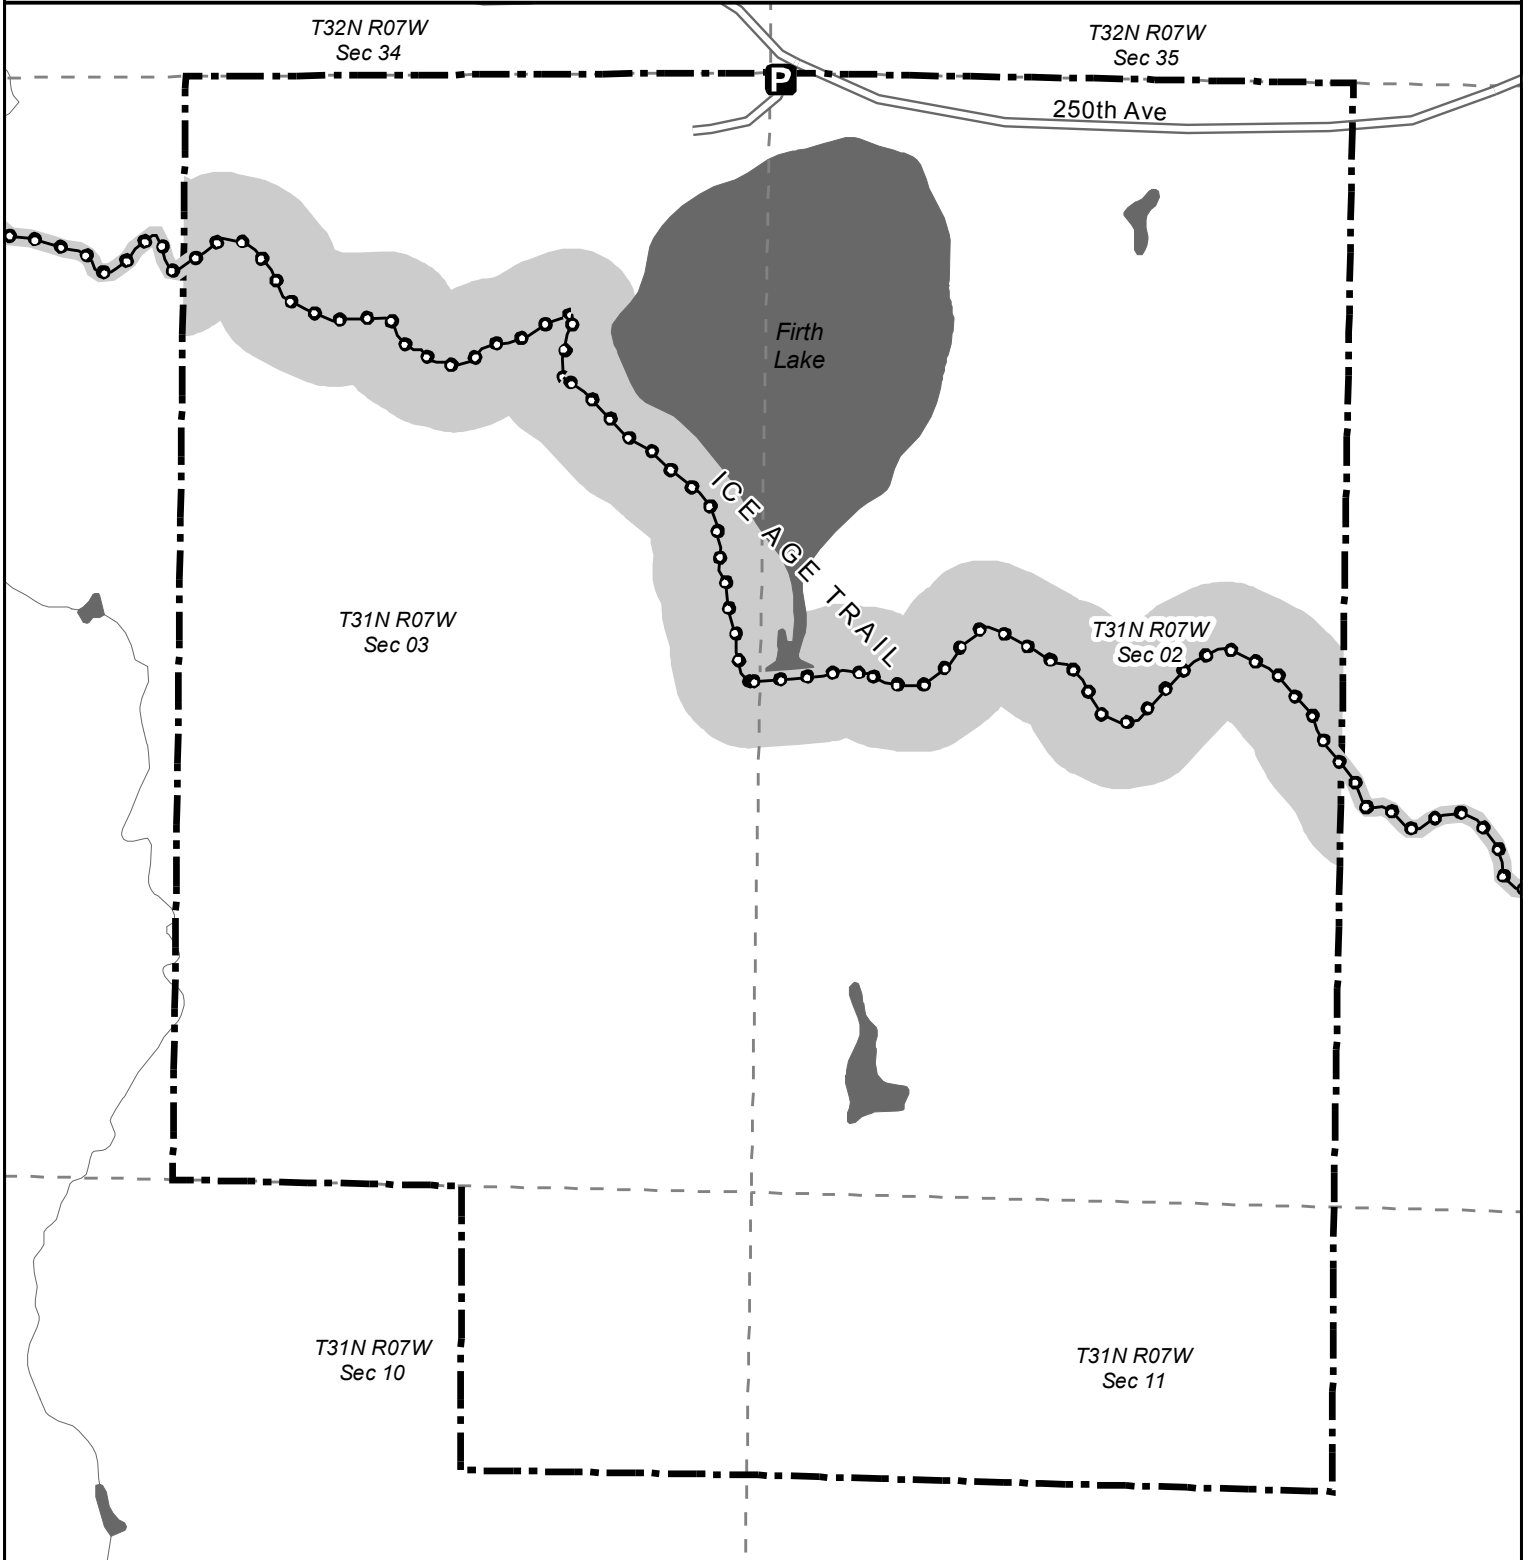 T32N R07W
Sec 34
T32N R07W
Sec 35
P
250th Ave
Firth
Lake
ICE AGE TRAIL
T31N R07W
Sec 03
T31N R07W
Sec 02
T31N R07W
Sec 10
T31N R07W
Sec 11